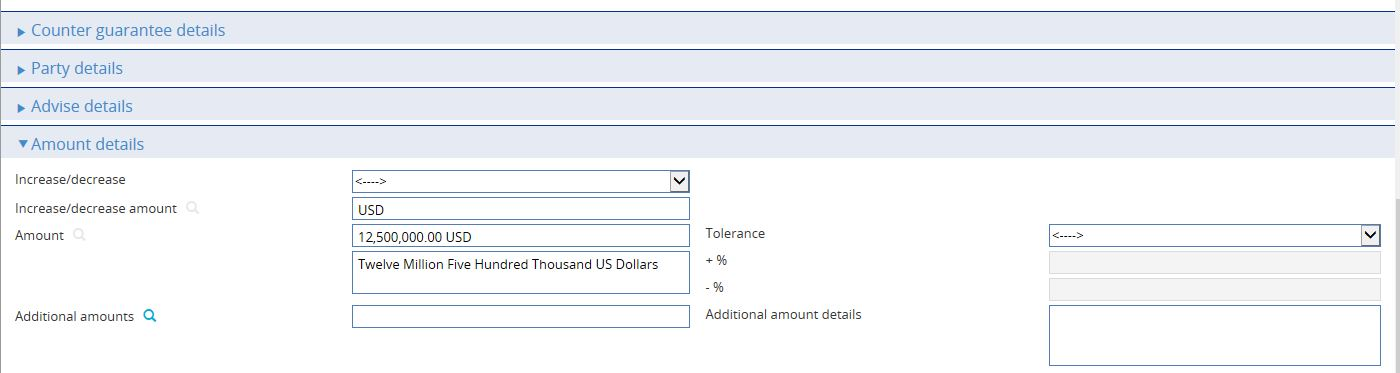 Counter guarantee details
Party details
Advise details
Amount details
Increase/decrease <---->
Increase/decrease amount USD
Amount 12,500,000.00 USD Tolerance <---->
Twelve Million Five Hundred Thousand US Dollars + %
- %
Additional amounts Additional amount details